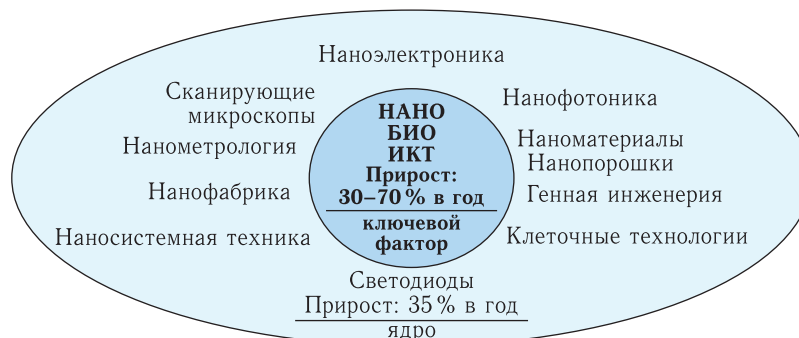 Наноэлектроника
Сканирующие
микроскопы
Нанометрология
Нанофабрика
Наносистемная техника
НАНО
БИО
ИКТ
Прирост:
30–70 % в год
ключевой
фактор
Нанофотоника
Наноматериалы
Нанопорошки
Генная инженерия
Клеточные технологии
Светодиоды
Прирост: 35 % в год
ядро